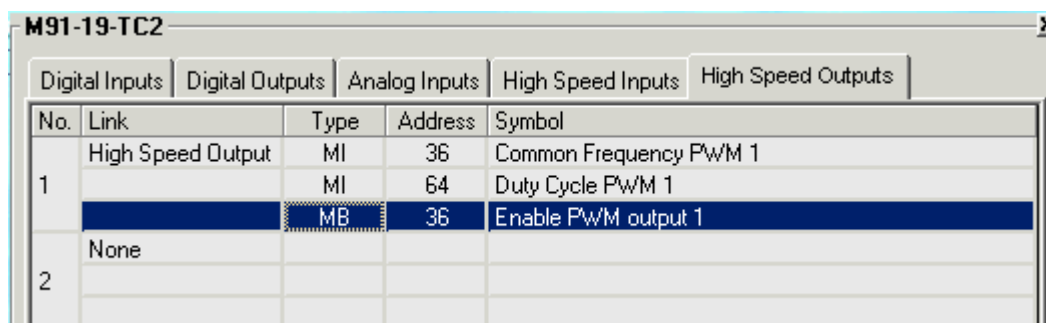 M91-19-TC2
Digital Inputs Digital Outputs Analog Inputs High Speed Inputs High Speed Outputs
No. Link Type Address Symbol
1 High Speed Output MI 36 Common Frequency PWM 1
MI 64 Duty Cycle PWM 1
MB 36 Enable PWM output 1
2 None